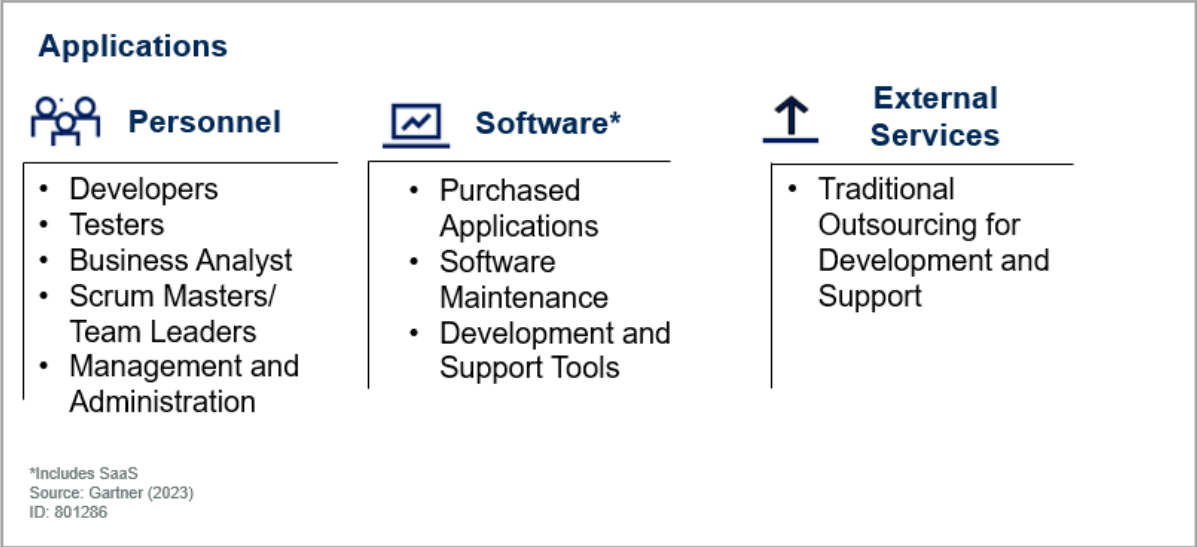 Applications
Personnel
• Developers
• Testers
• Business Analyst
• Scrum Masters/
Team Leaders
• Management and
Administration
Software*
• Purchased
Applications
• Software
Maintenance
• Development and
Support Tools
External
Services
• Traditional
Outsourcing for
Development and
Support
*Includes SaaS
Source: Gartner (2023)
ID: 801286